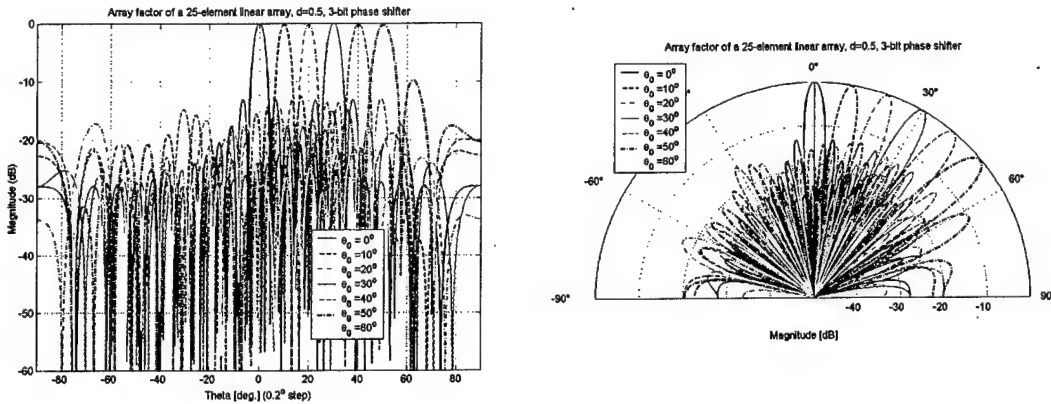 Array factor of a 25-element linear array, d=0.5, 3-bit phase shifter
0
-10
-20
-30
-40
-50
-60
Magnitude (dB)
-80
-60
-40
-20
0
20
40
60
80
Theta [deg.] (0.2° step)
θ0 = 0°
θ0 =10°
θ0 =20°
θ0 =30°
θ0 =40°
θ0 =50°
θ0 =60°
Array factor of a 25-element linear array, d=0.5, 3-bit phase shifter
0°
30°
60°
90
-60°
-90°
θ0 = 0°
θ0 =10°
θ0 =20°
θ0 =30°
θ0 =40°
θ0 =50°
θ0 =60°
-40
-30
-20
-10
Magnitude [dB]